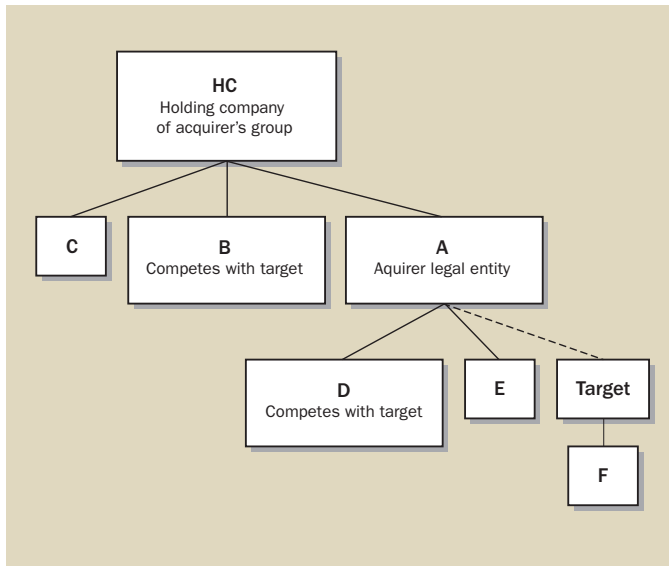 HC
Holding company
of acquirer's group
C
B
Competes with target
A
Aquirer legal entity
D
Competes with target
E
Target
F